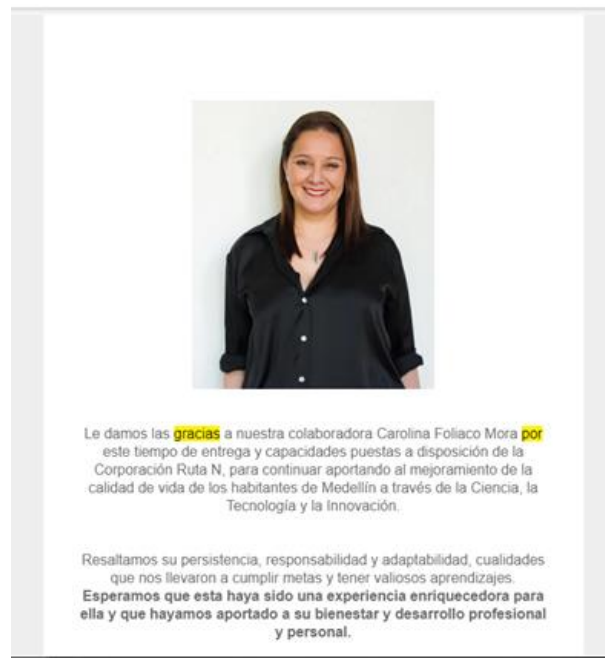 Le damos las gracias a nuestra colaboradora Carolina Foliaco Mora por
este tiempo de entrega y capacidades puestas a disposición de la
Corporación Ruta N, para continuar aportando al mejoramiento de la
calidad de vida de los habitantes de Medellín a través de la Ciencia, la
Tecnología y la Innovación.
Resaltamos su persistencia, responsabilidad y adaptabilidad, cualidades
que nos llevaron a cumplir metas y tener valiosos aprendizajes.
Esperamos que esta haya sido una experiencia enriquecedora para
ella y que hayamos aportado a su bienestar y desarrollo profesional
y personal.